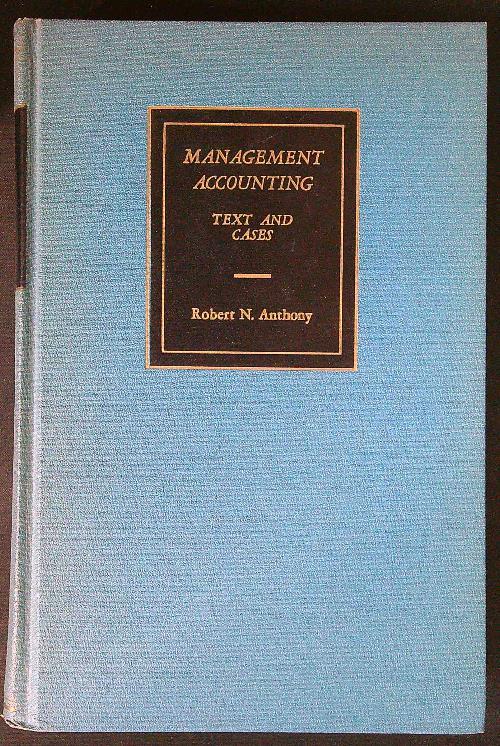 MANAGEMENT
ACCOUNTING
TEXT AND
CASES
Robert N. Anthony